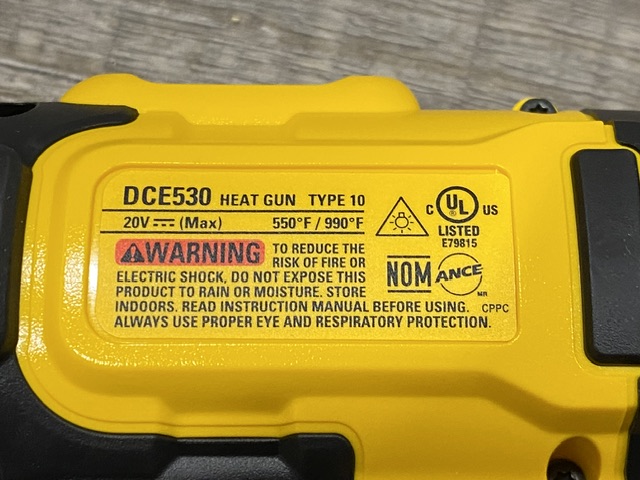 DCE530 HEAT GUN TYPE 10
20V ⎓ (Max) 550°F / 990°F
C UL US
LISTED
E79815
WARNING TO REDUCE THE
RISK OF FIRE OR
ELECTRIC SHOCK, DO NOT EXPOSE THIS
PRODUCT TO RAIN OR MOISTURE. STORE
INDOORS. READ INSTRUCTION MANUAL BEFORE USING.
ALWAYS USE PROPER EYE AND RESPIRATORY PROTECTION.
NOM ANCE
MR
CPPC